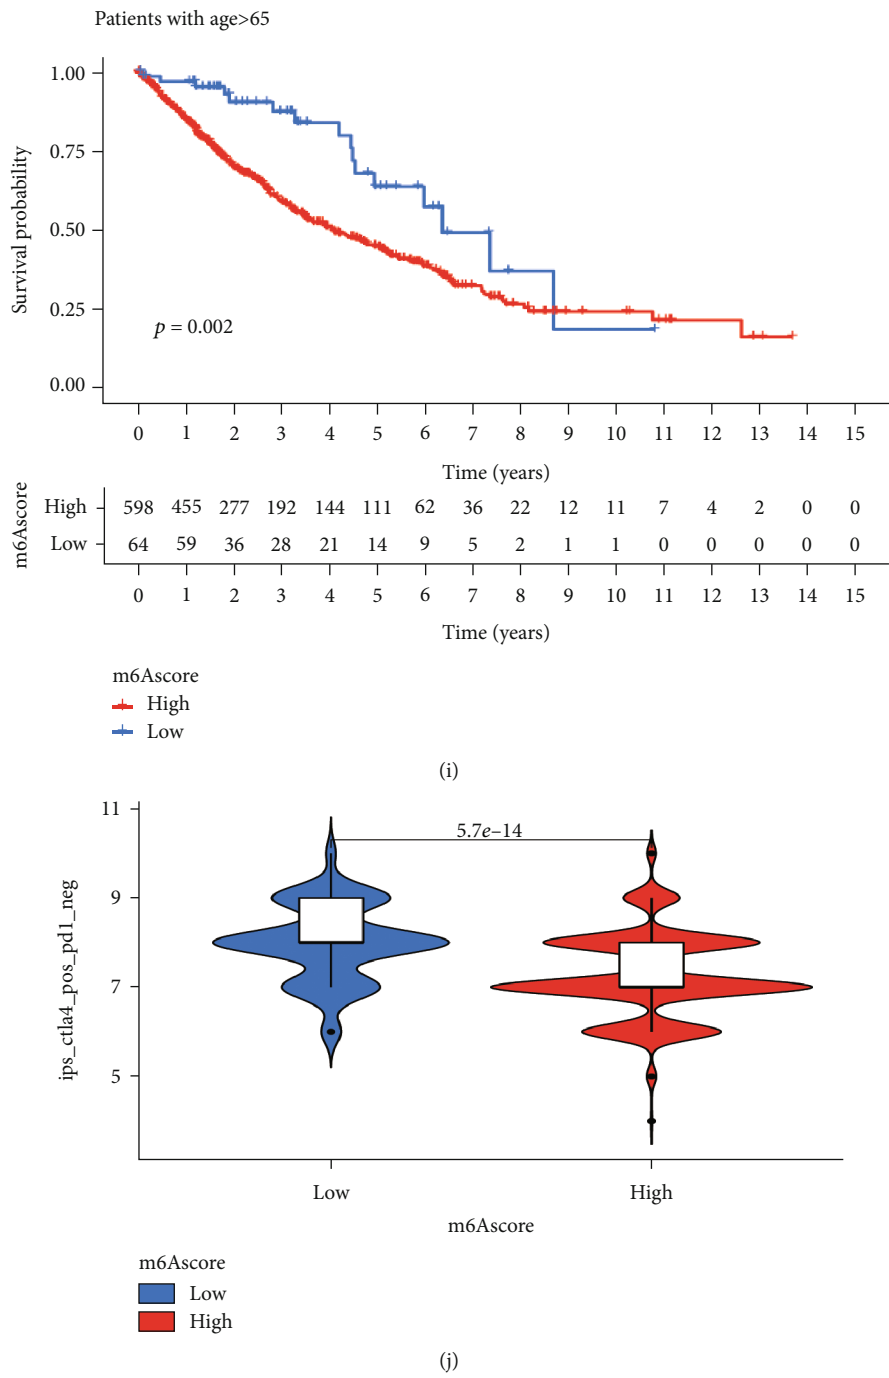 Patients with age>65
1.00
0.75
0.50
0.25
0.00
Survival probability
p = 0.002
0 1 2 3 4 5 6 7 8 9 10 11 12 13 14 15
Time (years)
m6Ascore
High 598 455 277 192 144 111 62 36 22 12 11 7 4 2 0 0
Low 64 59 36 28 21 14 9 5 2 1 1 0 0 0 0 0
0 1 2 3 4 5 6 7 8 9 10 11 12 13 14 15
Time (years)
m6Ascore
High
Low
(i)
11
9
7
5
ips_ctla4_pos_pd1_neg
5.7e–14
Low High
m6Ascore
m6Ascore
Low
High
(j)